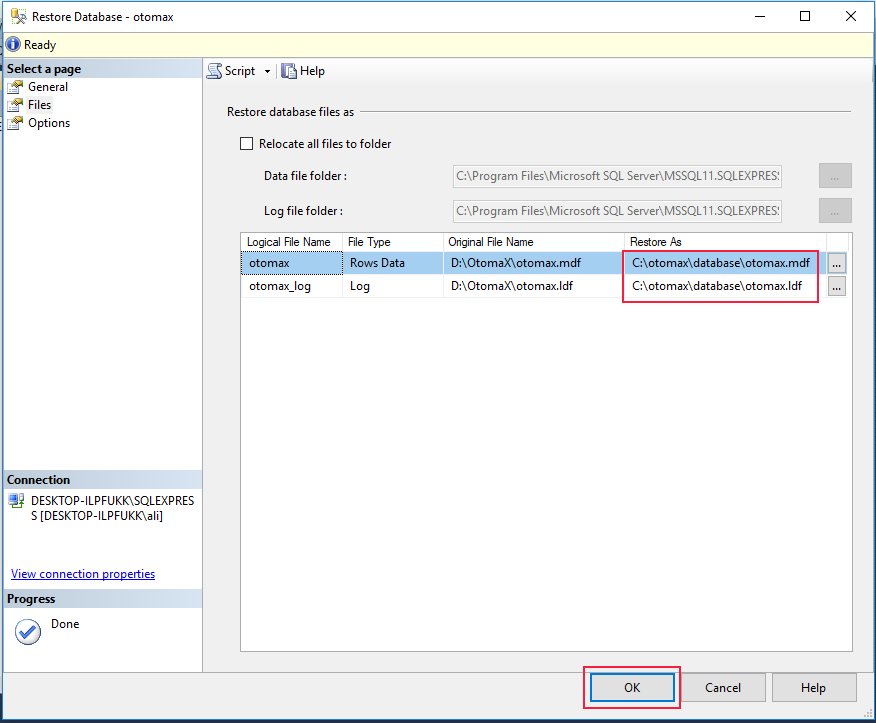 Restore Database - otomax
Ready
Select a page
General
Files
Options
Script
Help
Restore database files as
Relocate all files to folder
Data file folder :
C:\Program Files\Microsoft SQL Server\MSSQL11.SQLEXPRES
...
Log file folder :
C:\Program Files\Microsoft SQL Server\MSSQL11.SQLEXPRES
...
Logical File Name File Type Original File Name Restore As
otomax Rows Data D:\OtomaX\otomax.mdf C:\otomax\database\otomax.mdf ...
otomax_log Log D:\OtomaX\otomax.ldf C:\otomax\database\otomax.ldf ...
Connection
DESKTOP-ILPFUKK\SQLEXPRES
S [DESKTOP-ILPFUKK\ali]
View connection properties
Progress
Done
OK
Cancel
Help